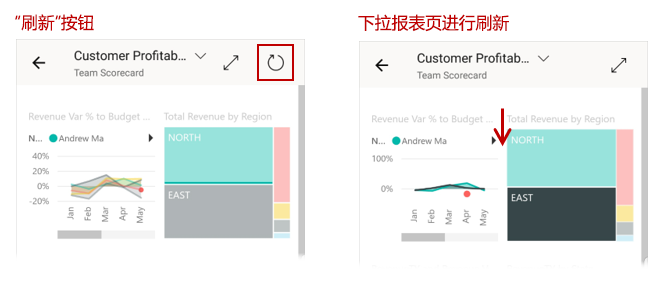 “刷新”按钮
Customer Profitab...
Team Scorecard
Revenue Var % to Budget ...
Total Revenue by Region
N...
Andrew Ma
NORTH
40%
20%
0%
-20%
EAST
Jan
Feb
Mar
Apr
May
下拉报表页进行刷新
Customer Profitab...
Team Scorecard
Revenue Var % to Budget ...
Total Revenue by Region
N...
Andrew Ma
NORTH
100%
0%
EAST
Jan
Feb
Mar
Apr
May